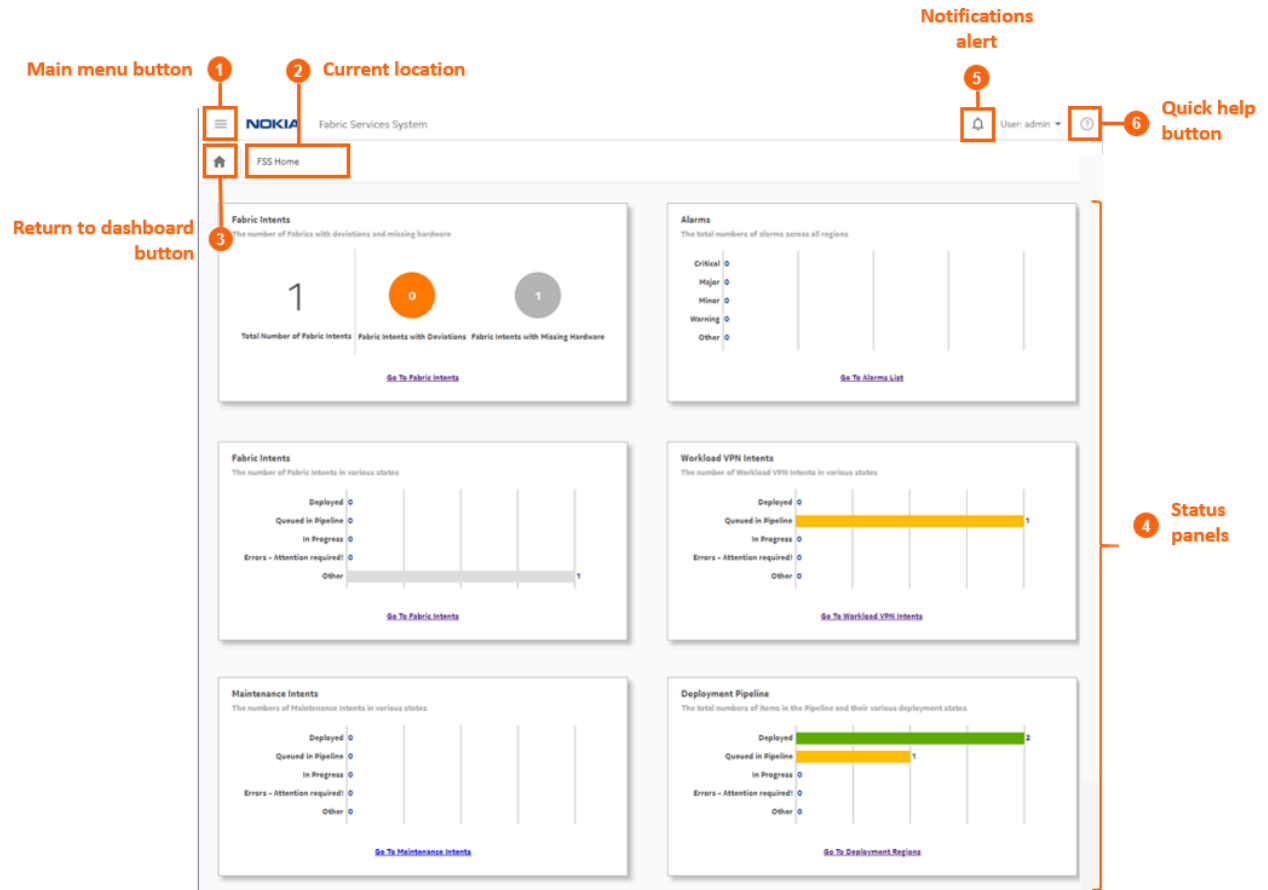 Notifications
alert
Main menu button 1
2 Current location
5
NOKIA Fabric Services System
User: admin
6 Quick help
button
FSS Home
Return to dashboard
button
3
Fabric Intents
The number of Fabrics with deviations and missing hardware
1
0
1
Total Number of Fabric Intents
Fabric Intents with Deviations
Fabric Intents with Missing Hardware
Go To Fabric Intents
Alarms
The total numbers of alarms across all regions
Critical 0
Major 0
Minor 0
Warning 0
Other 0
Go To Alarms List
Fabric Intents
The number of Fabric Intents in various states
Deployed 0
Queued in Pipeline 0
In Progress 0
Errors - Attention required! 0
Other 1
Go To Fabric Intents
Workload VPN Intents
The number of Workload VPN Intents in various states
Deployed 0
Queued in Pipeline 1
In Progress 0
Errors - Attention required! 0
Other 0
Go To Workload VPN Intents
4 Status
panels
Maintenance Intents
The numbers of Maintenance Intents in various states
Deployed 0
Queued in Pipeline 0
In Progress 0
Errors - Attention required! 0
Other 0
Go To Maintenance Intents
Deployment Pipeline
The total numbers of items in the Pipeline and their various deployment states
Deployed 2
Queued in Pipeline 1
In Progress 0
Errors - Attention required! 0
Other 0
Go To Deployment Regions